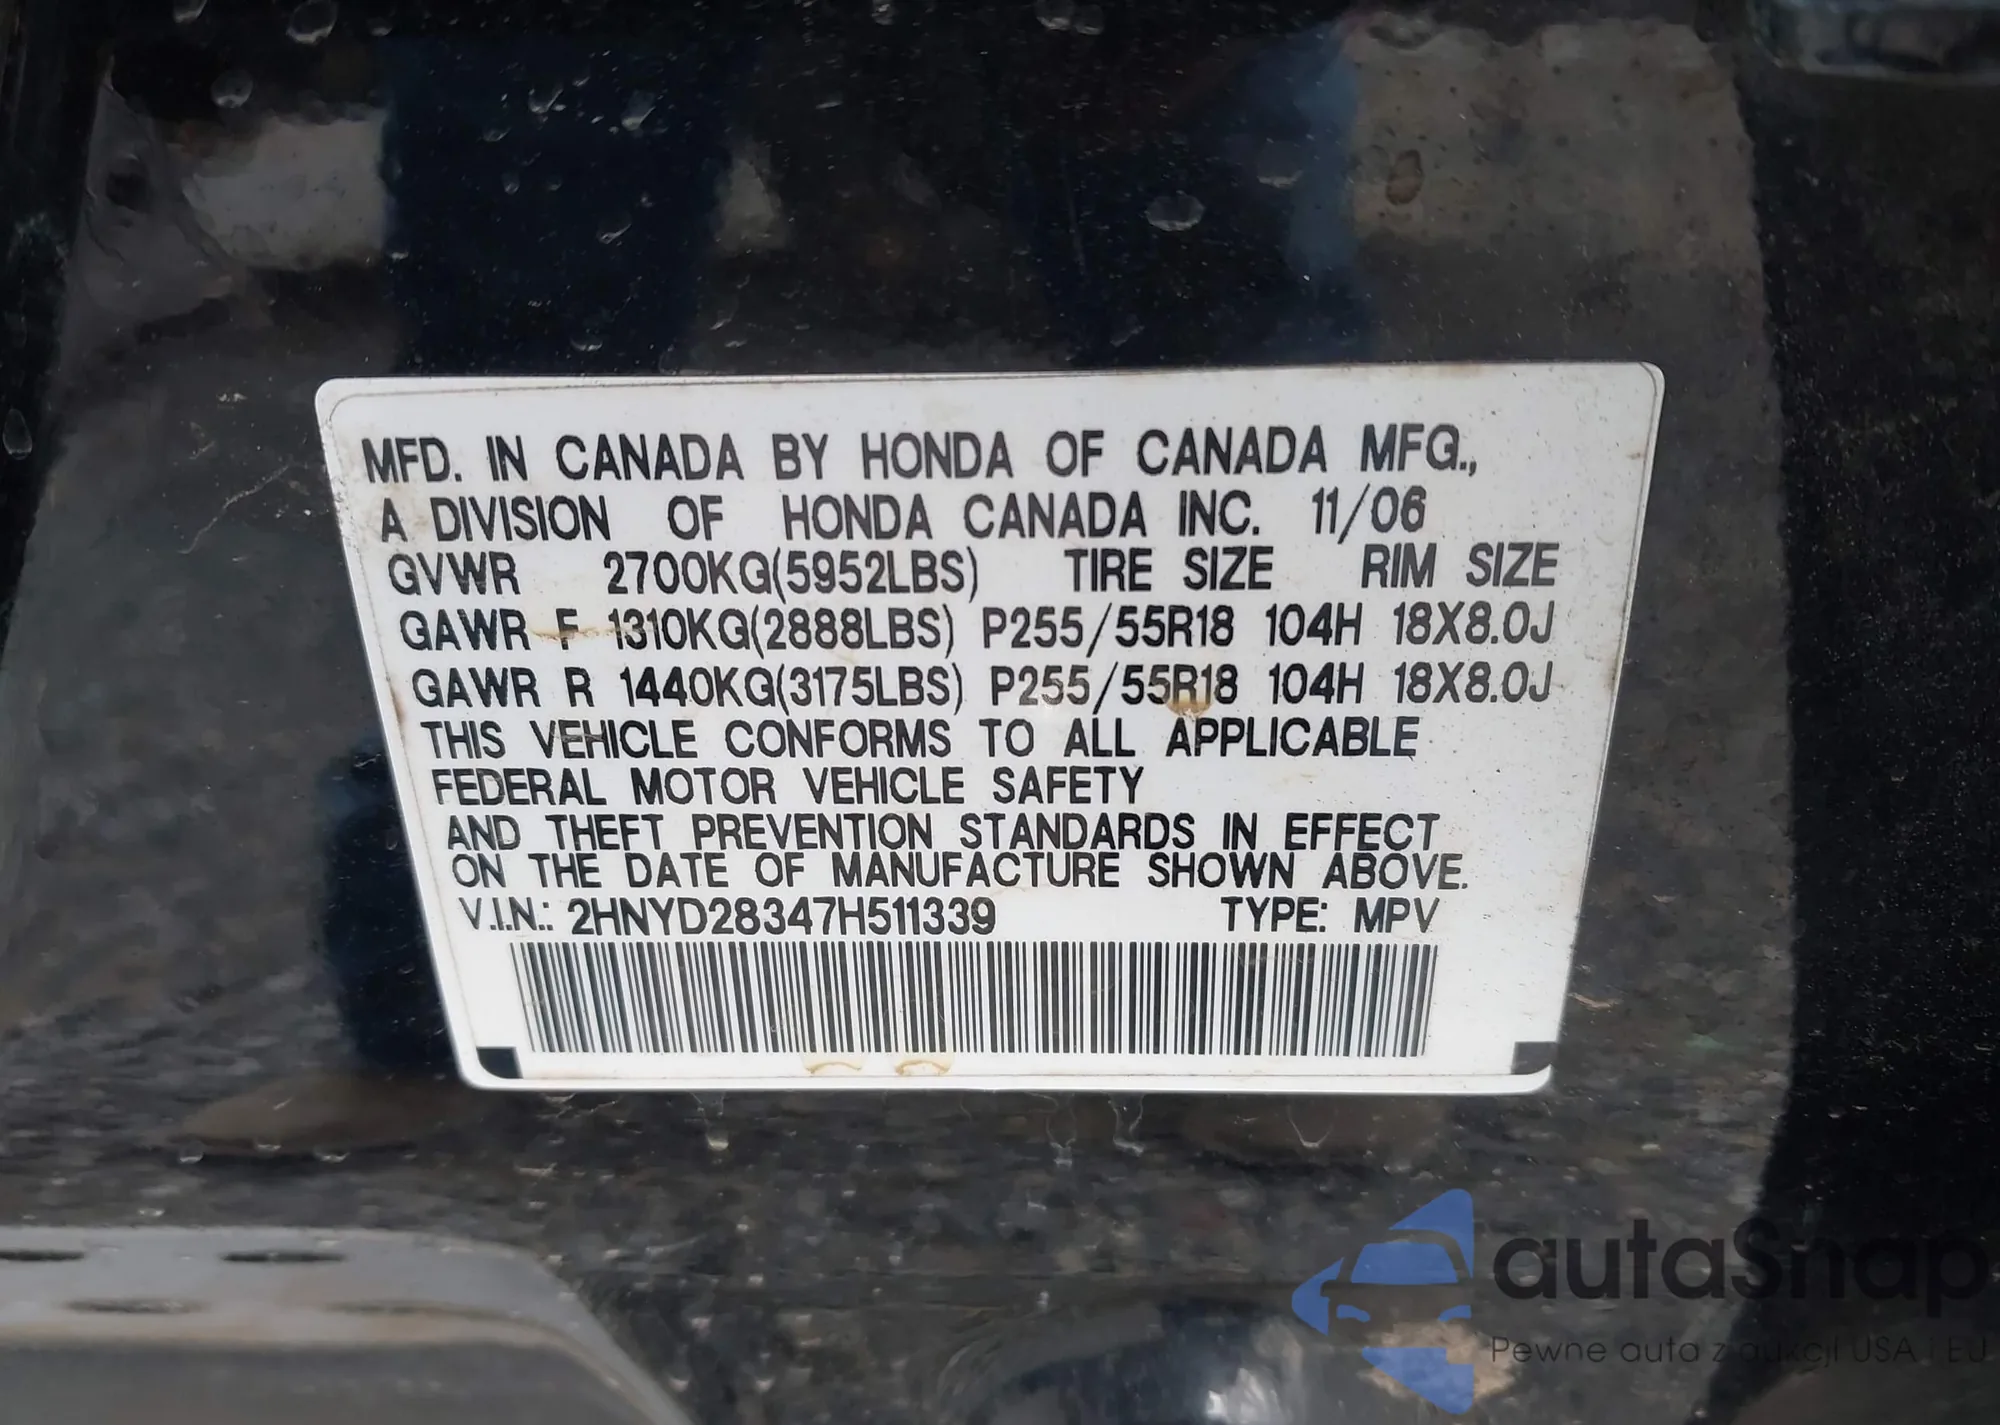 MFD. IN CANADA BY HONDA OF CANADA MFG.,
A DIVISION OF HONDA CANADA INC. 11/06
GVWR 2700KG(5952LBS) TIRE SIZE RIM SIZE
GAWR F 1310KG(2888LBS) P255/55R18 104H 18X8.0J
GAWR R 1440KG(3175LBS) P255/55R18 104H 18X8.0J
THIS VEHICLE CONFORMS TO ALL APPLICABLE
FEDERAL MOTOR VEHICLE SAFETY
AND THEFT PREVENTION STANDARDS IN EFFECT
ON THE DATE OF MANUFACTURE SHOWN ABOVE.
V.I.N.: 2HNYD28347H511339 TYPE: MPV
autaSnap
Pewne auta z aukcji USA i EU